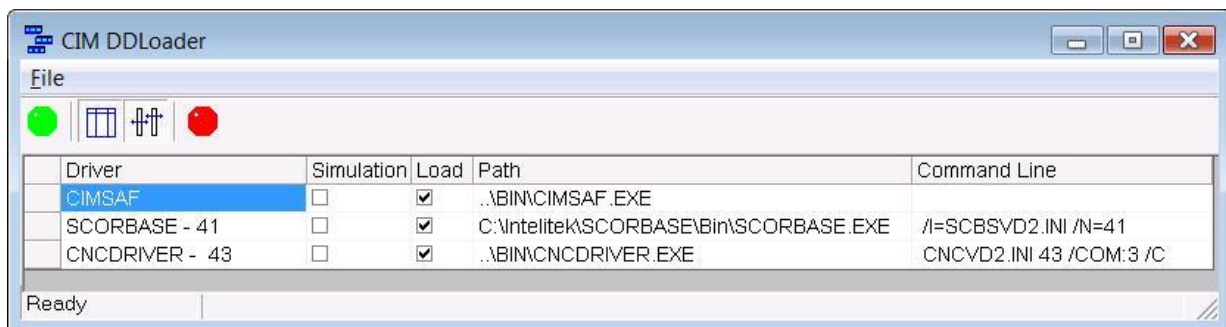 CIM DDLoader
File
Driver Simulation Load Path Command Line
CIMSAF ..\BIN\CIMSAF.EXE
SCORBASE - 41 C:\Intelitek\SCORBASE\Bin\SCORBASE.EXE /I=SCBSVD2.INI /N=41
CNCDRIVER - 43 ..\BIN\CNCDRIVER.EXE CNCVD2.INI 43 /COM:3 /C
Ready